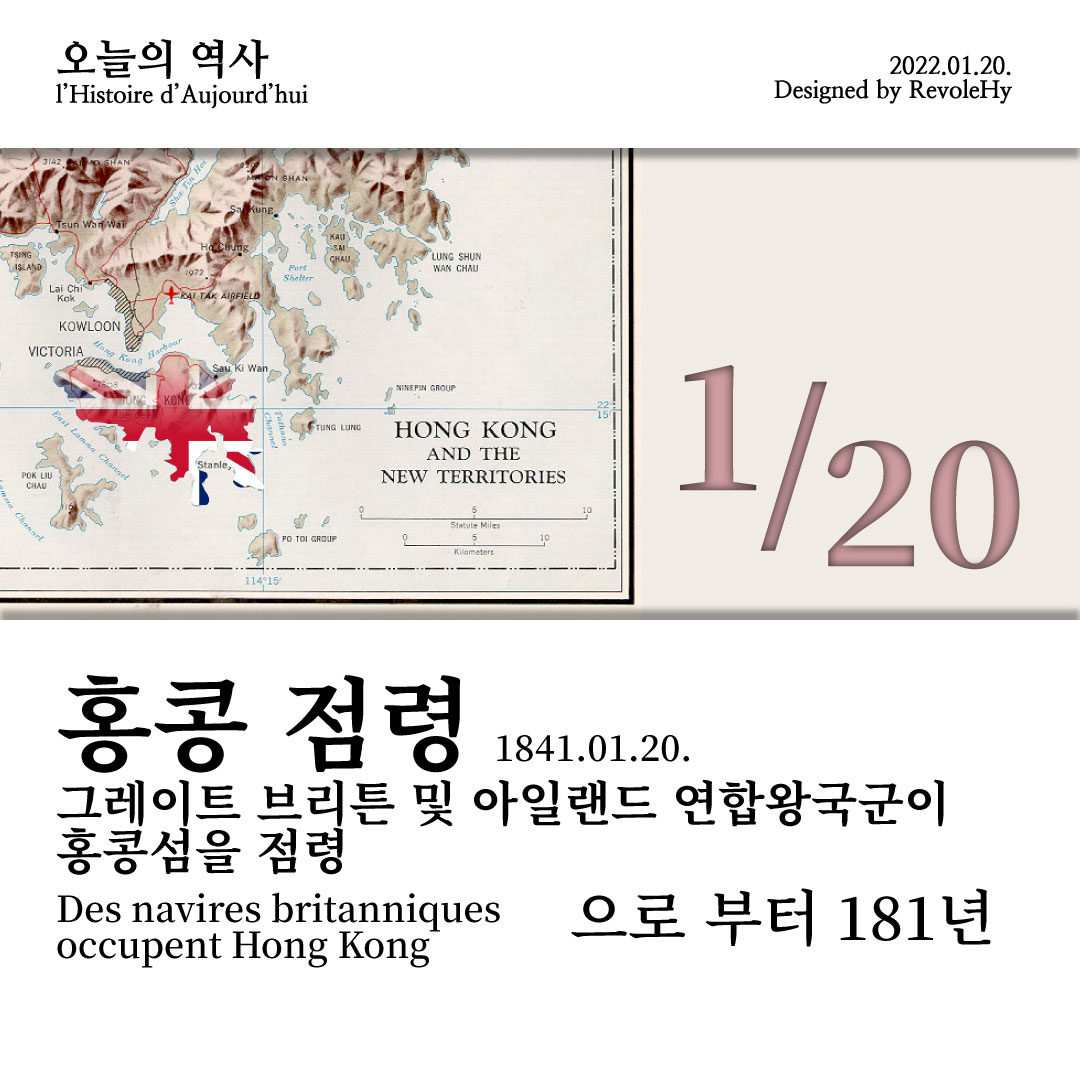 오늘의 역사
l'Histoire d'Aujourd'hui
2022.01.20.
Designed by RevoleHy
3142
MA ON SHAN
Sha Tin Hoi
Tsun Wan Wai
Sai Kung
TSING
ISLAND
Ho Chung
KAU
SAI
CHAU
LUNG SHUN
WAN CHAU
Port
Shelter
1972
Lai Chi
Kok
KAI TAK AIRFIELD
KOWLOON
VICTORIA
Hong Kong Harbour
Sau Ki Wan
HONG KONG
Aberdeen
NINEPIN GROUP
22
15'
East Lamma Channel
Tathong
Channel
TUNG LUNG
HONG KONG
AND THE
NEW TERRITORIES
Stanley
POK LIU
CHAU
Lamma Channel
0 5 10
Statute Miles
0 5 10
Kilometers
PO TOI GROUP
114°15'
1/20
홍콩 점령 1841.01.20.
그레이트 브리튼 및 아일랜드 연합왕국군이
홍콩섬을 점령
Des navires britanniques
occupent Hong Kong
으로 부터 181년